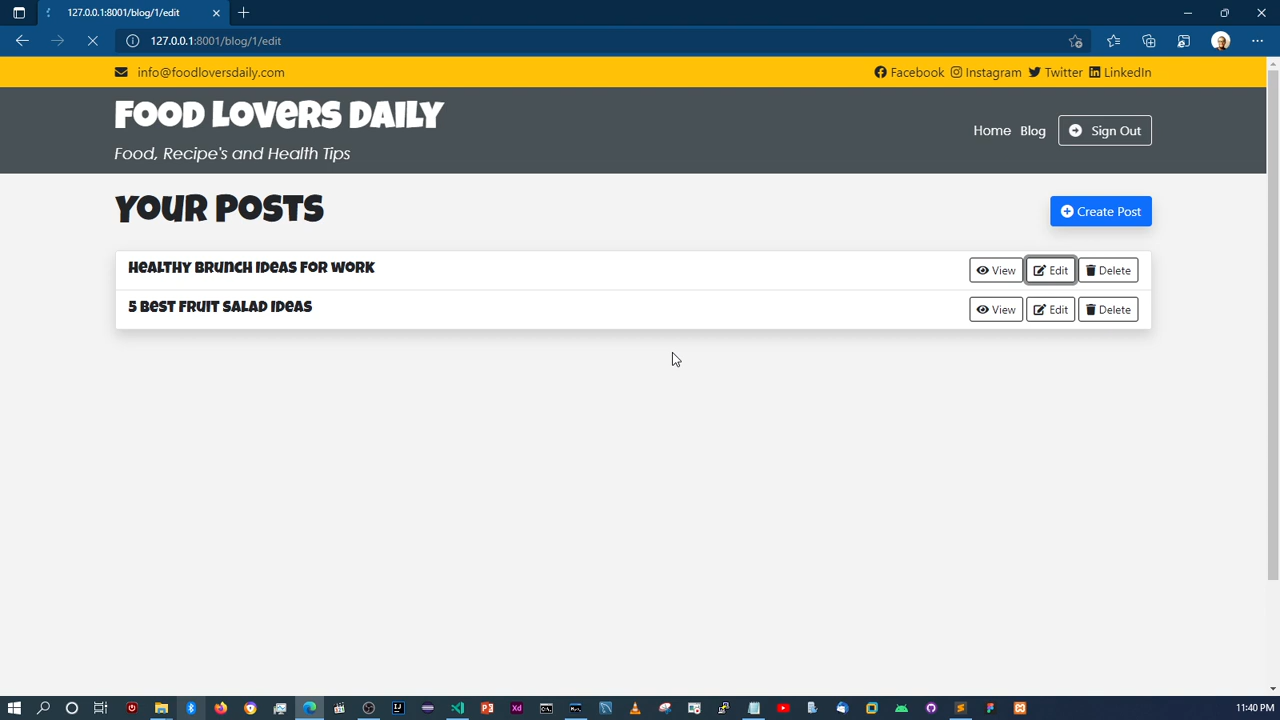 127.0.0.1:8001/blog/1/edit
127.0.0.1:8001/blog/1/edit
info@foodloversdaily.com
Facebook Instagram Twitter LinkedIn
Food Lovers Daily
Food, Recipe's and Health Tips
Home Blog Sign Out
Your Posts
Create Post
Healthy Brunch Ideas For Work
View Edit Delete
5 Best Fruit Salad Ideas
View Edit Delete
11:40 PM